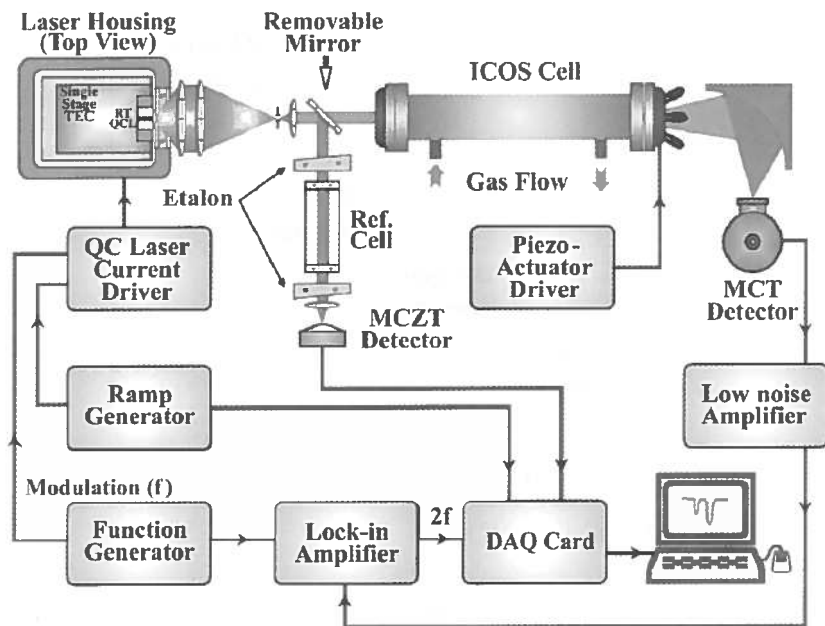 Laser Housing
(Top View)
Removable
Mirror
ICOS Cell
Single
Stage
TEC
RT
QCL
Etalon
Ref.
Cell
Gas Flow
QC Laser
Current
Driver
Piezo-
Actuator
Driver
MCT
Detector
MCZT
Detector
Ramp
Generator
Low noise
Amplifier
Modulation (f)
Function
Generator
Lock-in
Amplifier
2f
DAQ Card